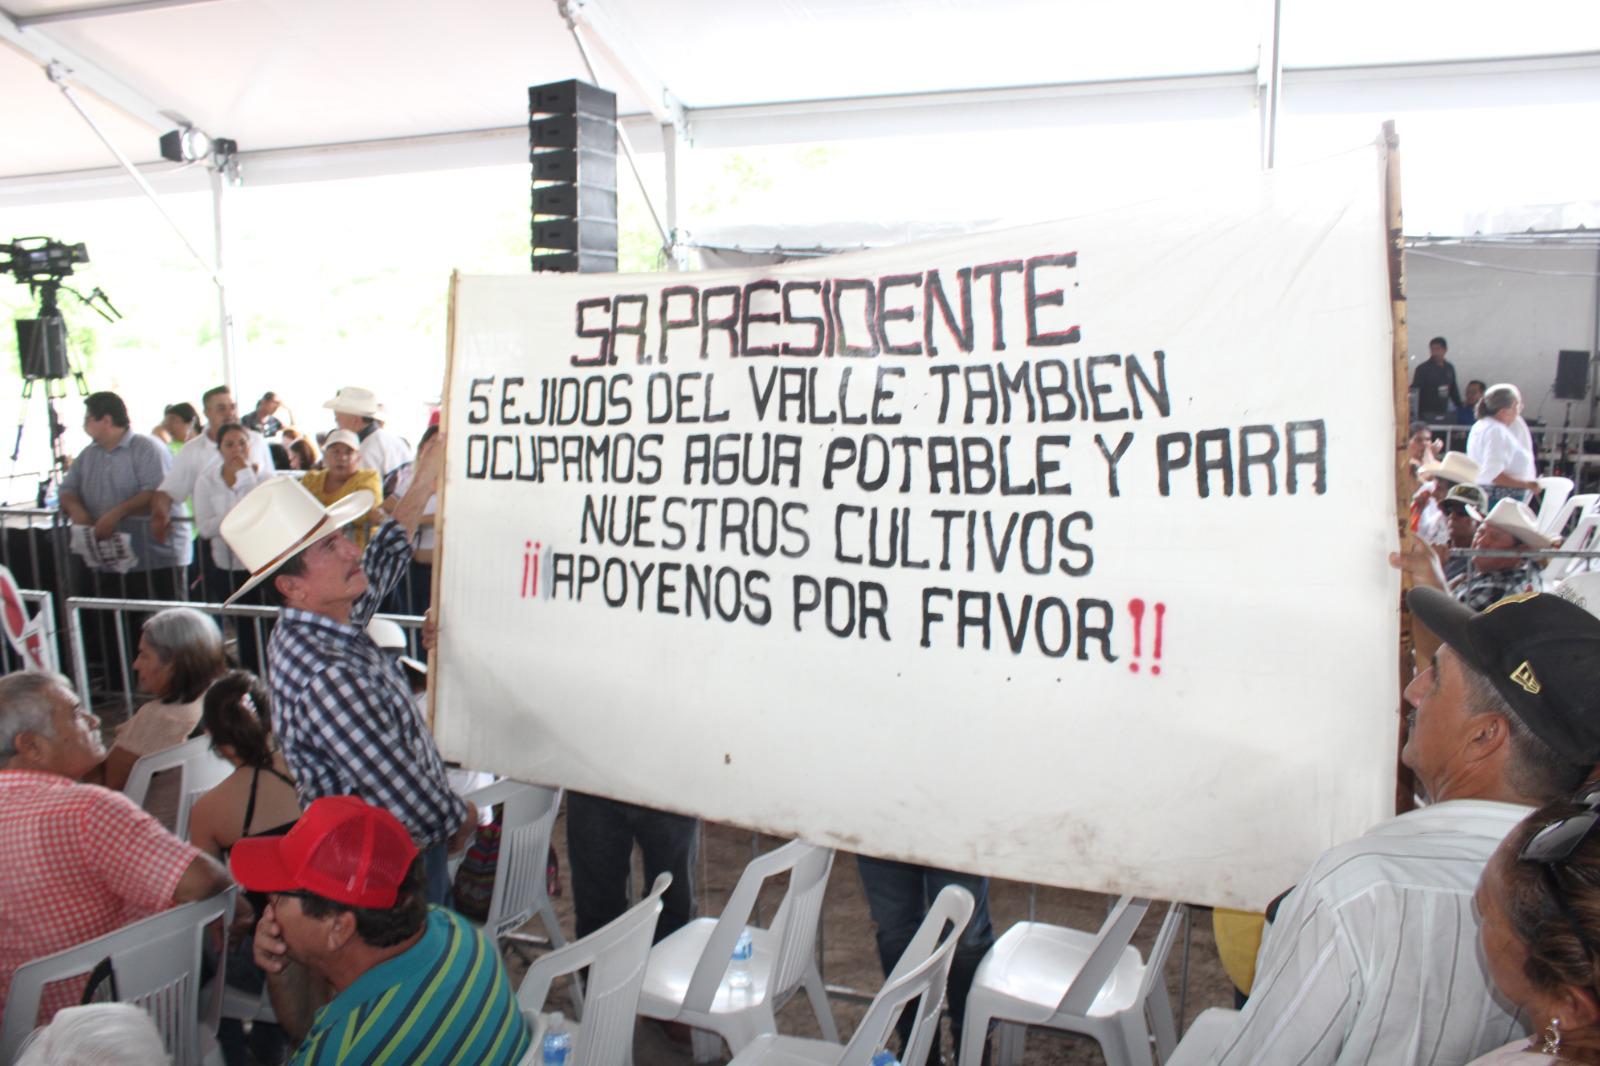 SR. PRESIDENTE
5 EJIDOS DEL VALLE TAMBIEN
OCUPAMOS AGUA POTABLE Y PARA
NUESTROS CULTIVOS
¡¡APOYENOS POR FAVOR!!